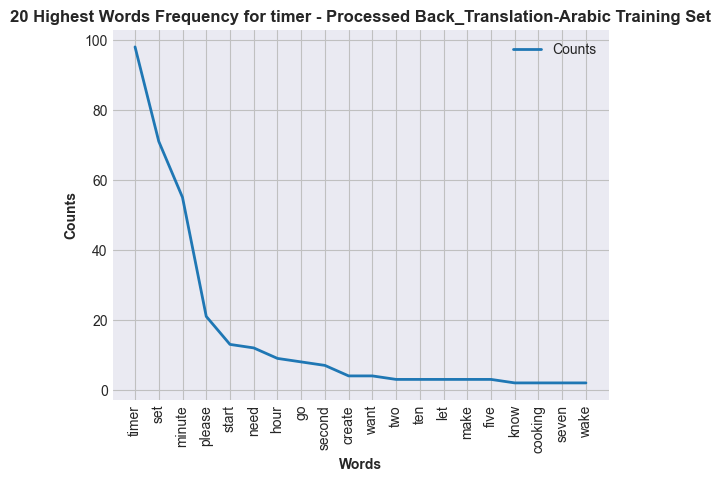 20 Highest Words Frequency for timer - Processed Back_Translation-Arabic Training Set
Counts
100
80
60
40
20
0
Counts
timer
set
minute
please
start
need
hour
go
second
create
want
two
ten
let
make
five
know
cooking
seven
wake
Words